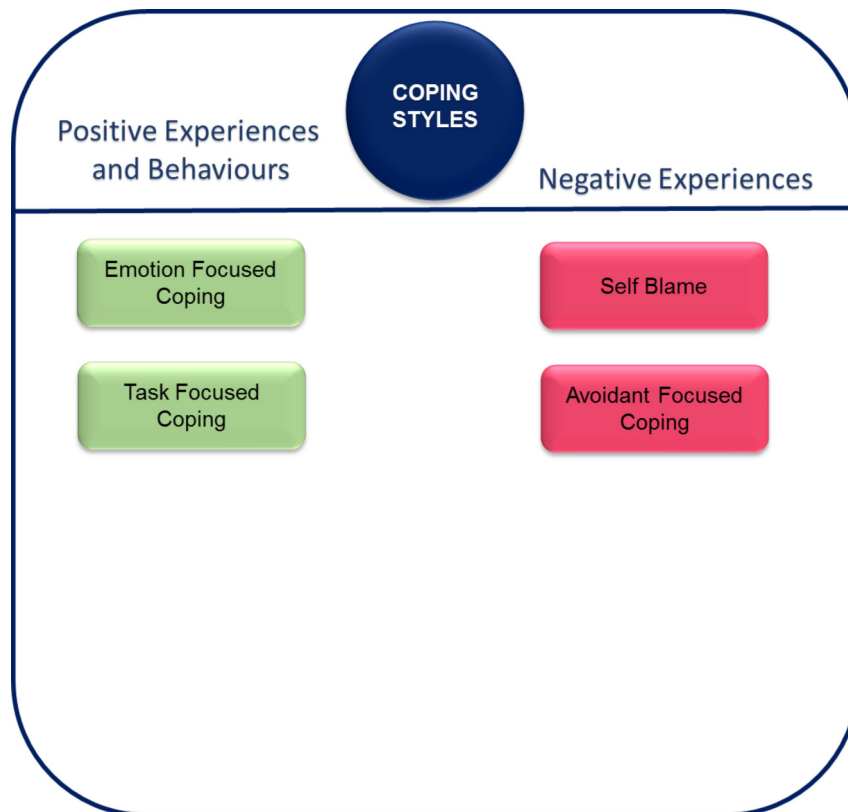 COPING
STYLES
Positive Experiences
and Behaviours
Negative Experiences
Emotion Focused
Coping
Self Blame
Task Focused
Coping
Avoidant Focused
Coping